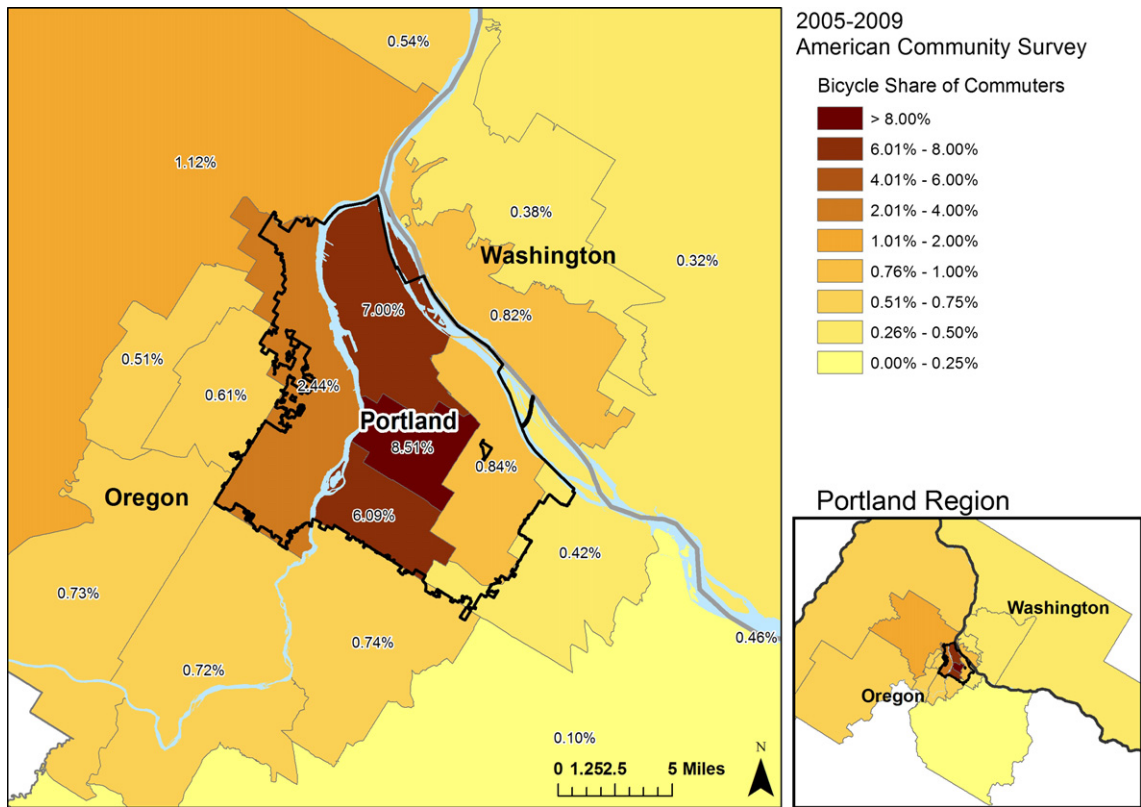 2005-2009
American Community Survey
Bicycle Share of Commuters
> 8.00%
6.01% - 8.00%
4.01% - 6.00%
2.01% - 4.00%
1.01% - 2.00%
0.76% - 1.00%
0.51% - 0.75%
0.26% - 0.50%
0.00% - 0.25%
0.54%
1.12%
0.38%
Washington
0.32%
7.00%
0.82%
0.51%
0.61%
2.44%
Portland
8.51%
0.84%
Oregon
6.09%
0.42%
0.73%
0.74%
0.46%
0.72%
0.10%
N
0 1.252.5 5 Miles
Portland Region
Washington
Oregon